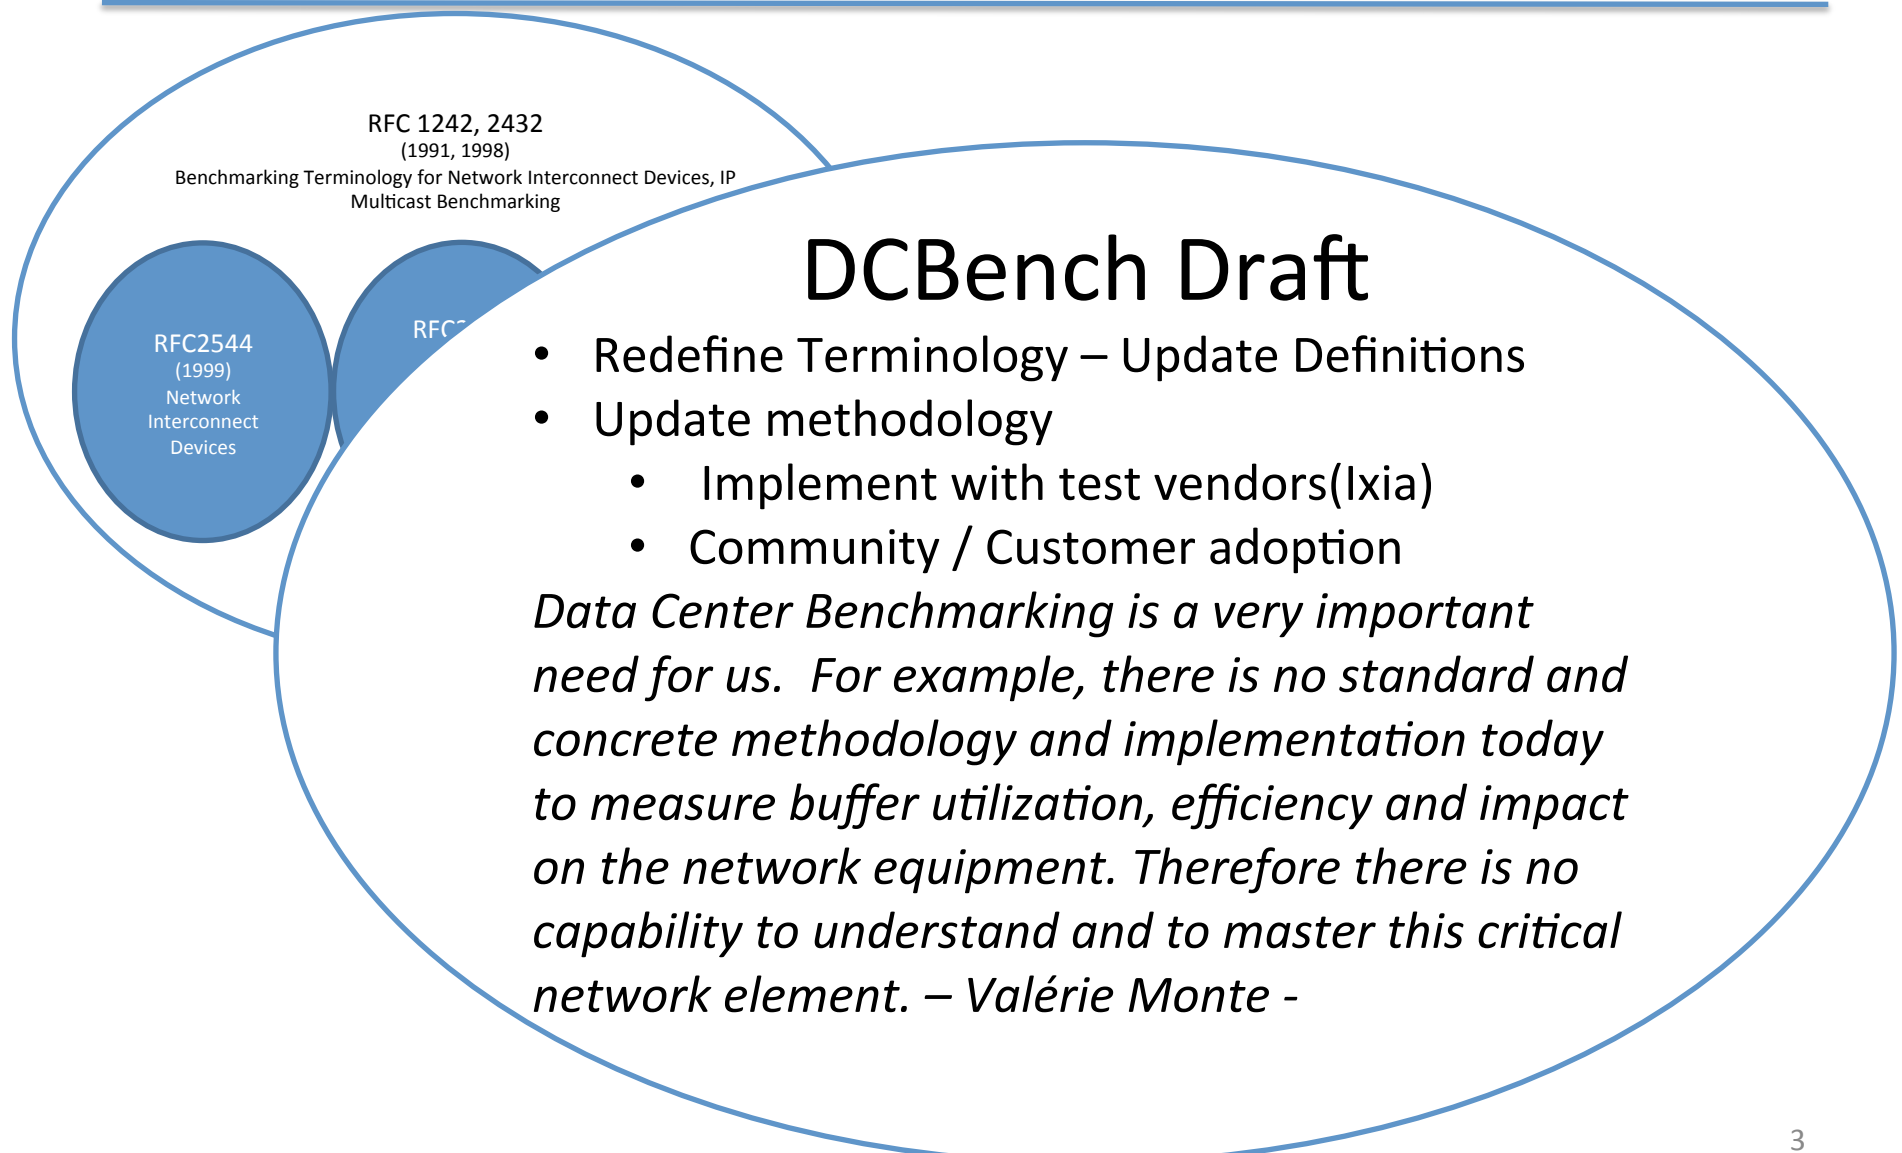 RFC 1242, 2432
(1991, 1998)
Benchmarking Terminology for Network Interconnect Devices, IP
Multicast Benchmarking
RFC2544
(1999)
Network
Interconnect
Devices
DCBench Draft
• Redefine Terminology – Update Definitions
• Update methodology
• Implement with test vendors(Ixia)
• Community / Customer adoption
Data Center Benchmarking is a very important
need for us.  For example, there is no standard and
concrete methodology and implementation today
to measure buffer utilization, efficiency and impact
on the network equipment. Therefore there is no
capability to understand and to master this critical
network element. – Valérie Monte -
3